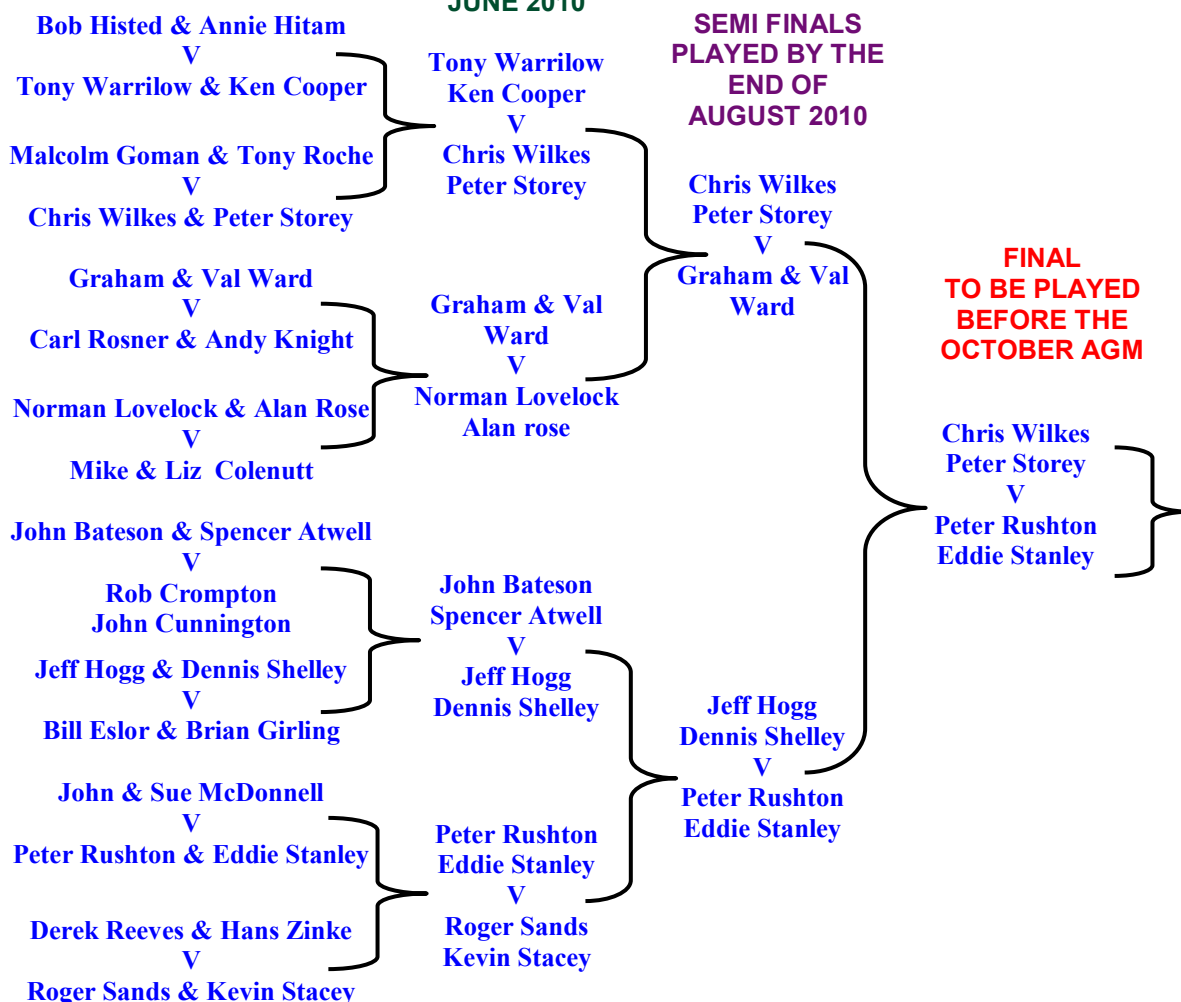 Bob Histed & Annie Hitam
V
Tony Warrilow & Ken Cooper
Malcolm Goman & Tony Roche
V
Chris Wilkes & Peter Storey
Graham & Val Ward
V
Carl Rosner & Andy Knight
Norman Lovelock & Alan Rose
V
Mike & Liz  Colenutt
John Bateson & Spencer Atwell
V
Rob Crompton
John Cunnington
Jeff Hogg & Dennis Shelley
V
Bill Eslor & Brian Girling
John & Sue McDonnell
V
Peter Rushton & Eddie Stanley
Derek Reeves & Hans Zinke
V
Roger Sands & Kevin Stacey
JUNE 2010
Tony Warrilow
Ken Cooper
V
Chris Wilkes
Peter Storey
Graham & Val
Ward
V
Norman Lovelock
Alan rose
John Bateson
Spencer Atwell
V
Jeff Hogg
Dennis Shelley
Peter Rushton
Eddie Stanley
V
Roger Sands
Kevin Stacey
SEMI FINALS
PLAYED BY THE
END OF
AUGUST 2010
Chris Wilkes
Peter Storey
V
Graham & Val
Ward
Jeff Hogg
Dennis Shelley
V
Peter Rushton
Eddie Stanley
FINAL
TO BE PLAYED
BEFORE THE
OCTOBER AGM
Chris Wilkes
Peter Storey
V
Peter Rushton
Eddie Stanley